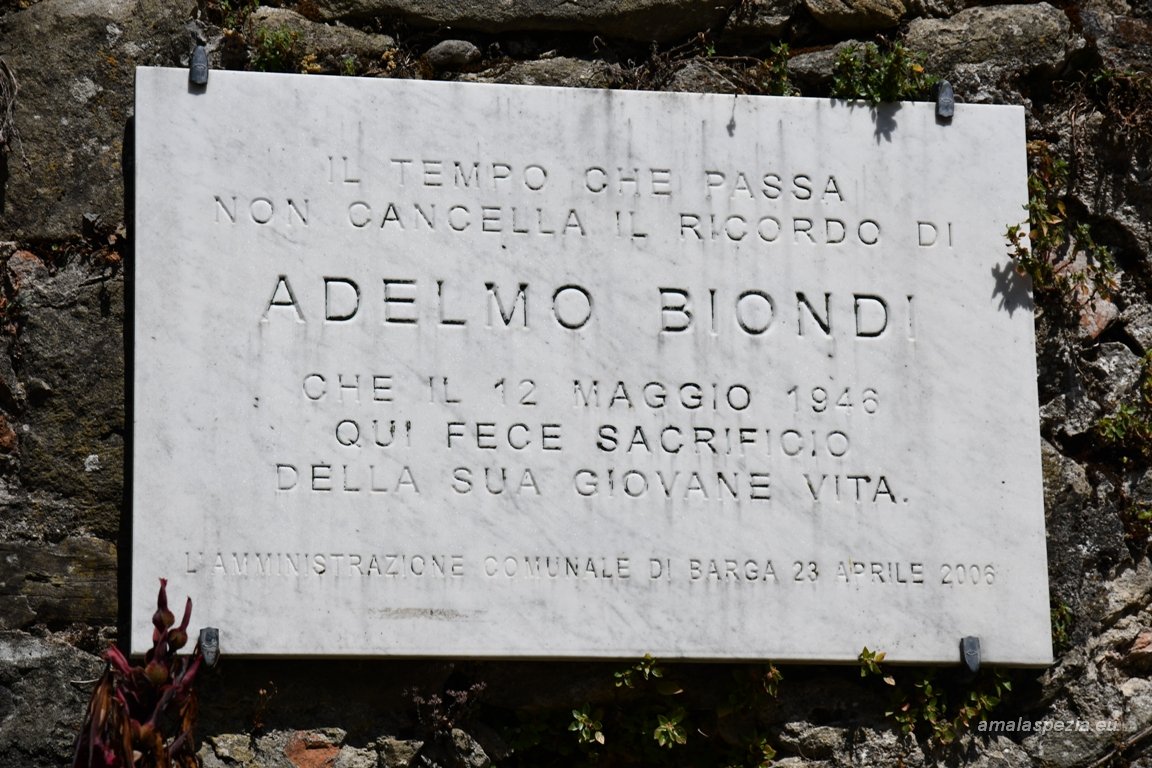 IL TEMPO CHE PASSA
NON CANCELLA IL RICORDO DI
ADELMO BIONDI
CHE IL 12 MAGGIO 1946
QUI FECE SACRIFICIO
DELLA SUA GIOVANE VITA.
L'AMMINISTRAZIONE COMUNALE DI BARGA 23 APRILE 2006
amalaspezia.eu